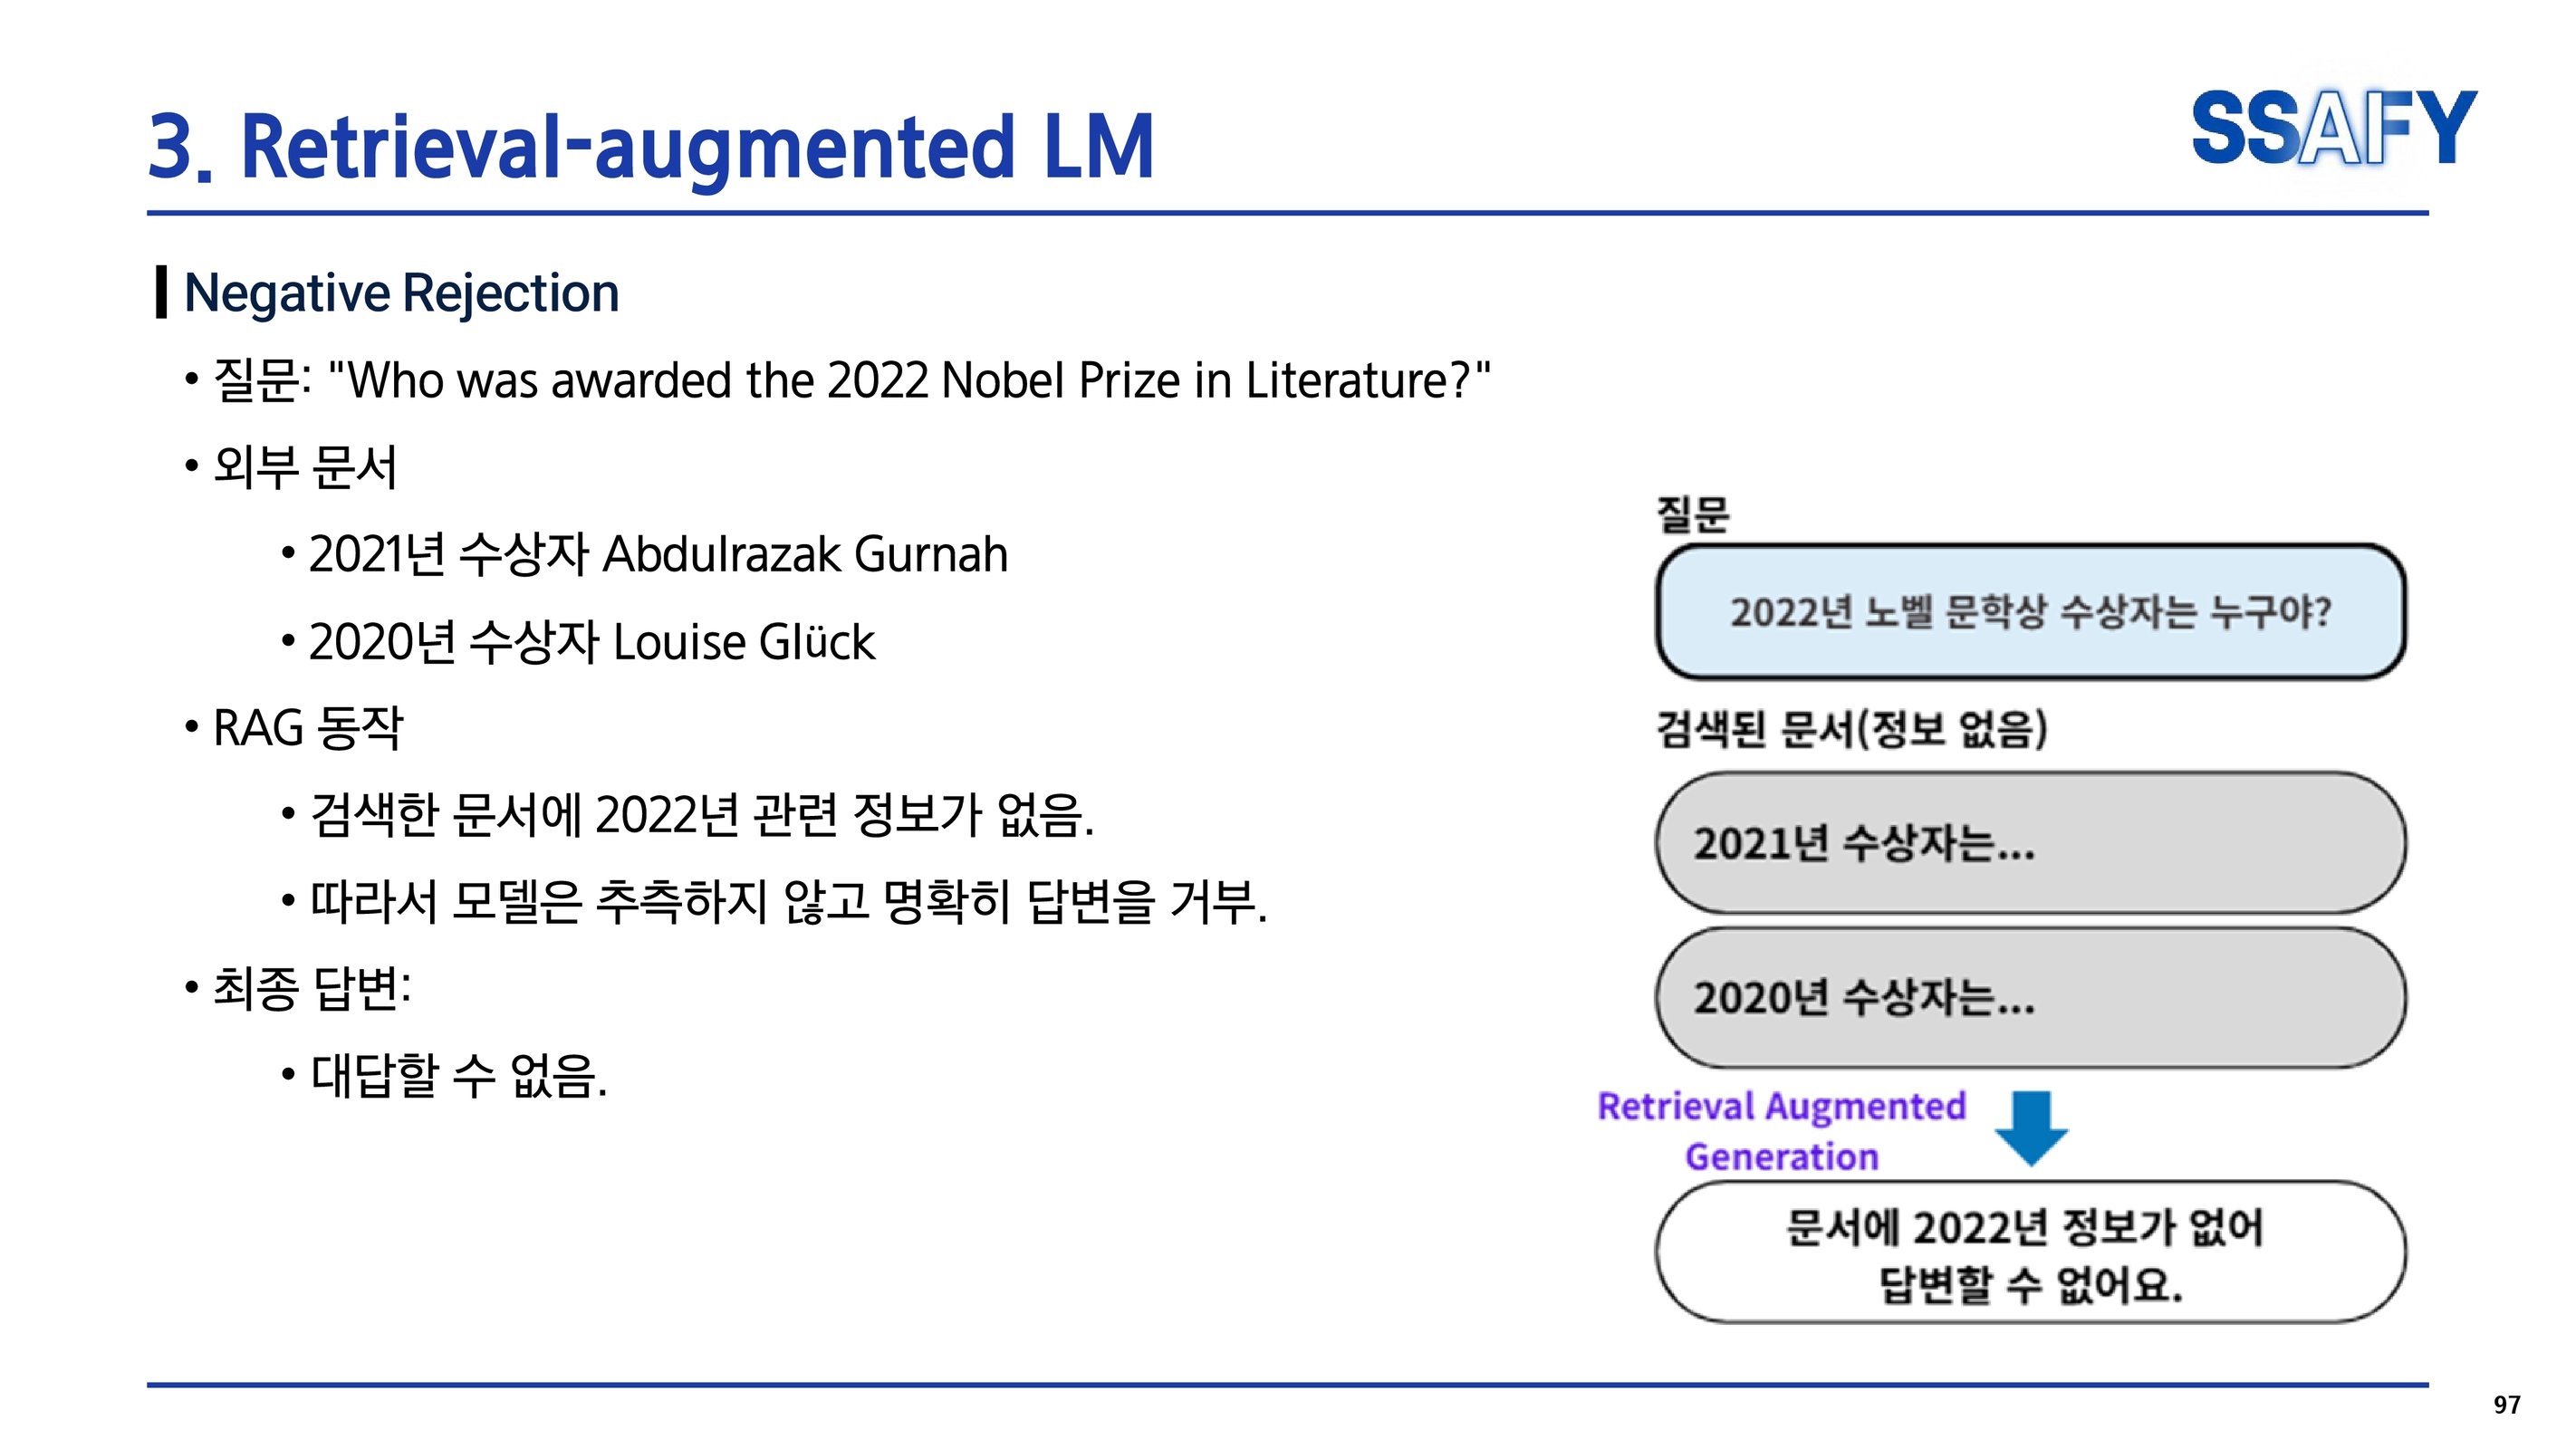 3. Retrieval-augmented LM
SSAFY
Negative Rejection
• 질문: "Who was awarded the 2022 Nobel Prize in Literature?"
• 외부 문서
• 2021년 수상자 Abdulrazak Gurnah
• 2020년 수상자 Louise Glück
• RAG 동작
• 검색한 문서에 2022년 관련 정보가 없음.
• 따라서 모델은 추측하지 않고 명확히 답변을 거부.
• 최종 답변:
• 대답할 수 없음.
질문
2022년 노벨 문학상 수상자는 누구야?
검색된 문서(정보 없음)
2021년 수상자는...
2020년 수상자는...
Retrieval Augmented
Generation
문서에 2022년 정보가 없어
답변할 수 없어요.
97